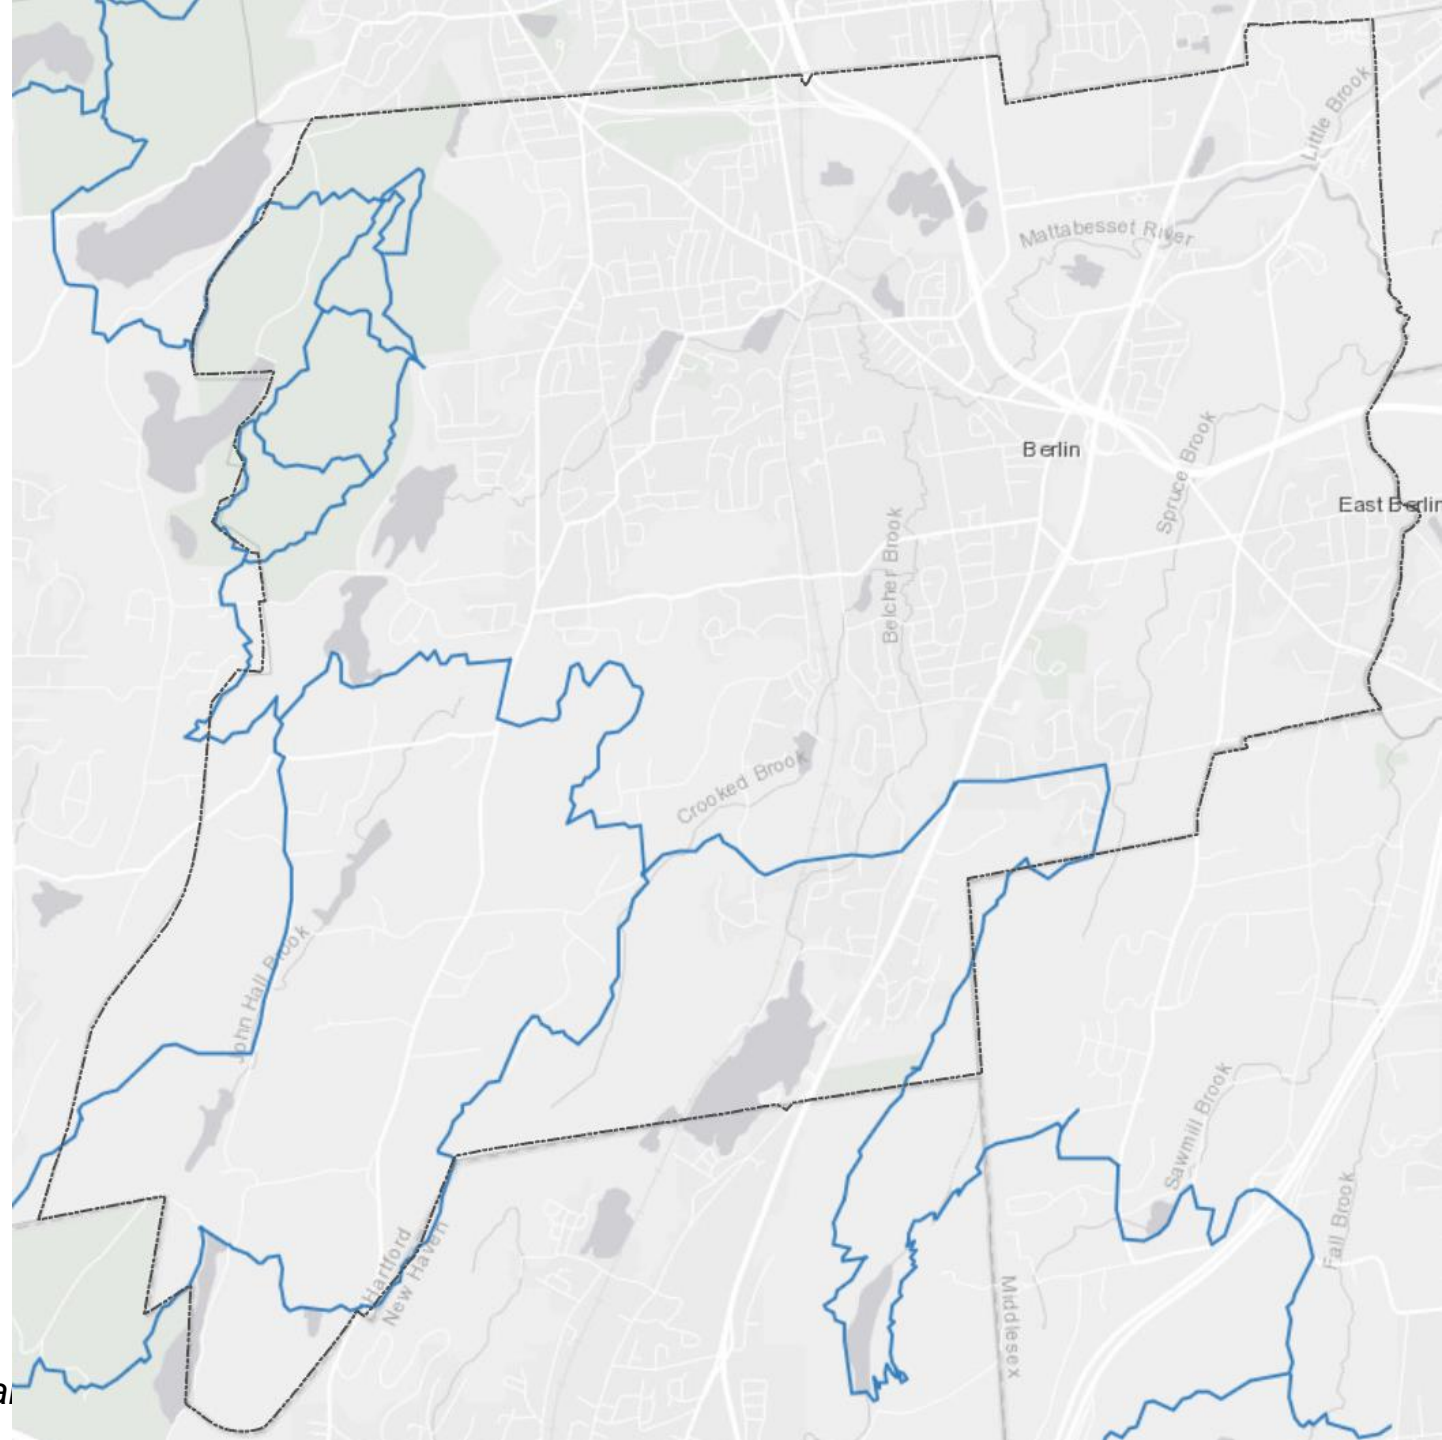 Little Brook
Mattabesset River
Berlin
Spruce Brook
East Berlin
Belcher Brook
Crooked Brook
John Hall Brook
Sawmill Brook
Fall Brook
Hartford
New Haven
Middlesex